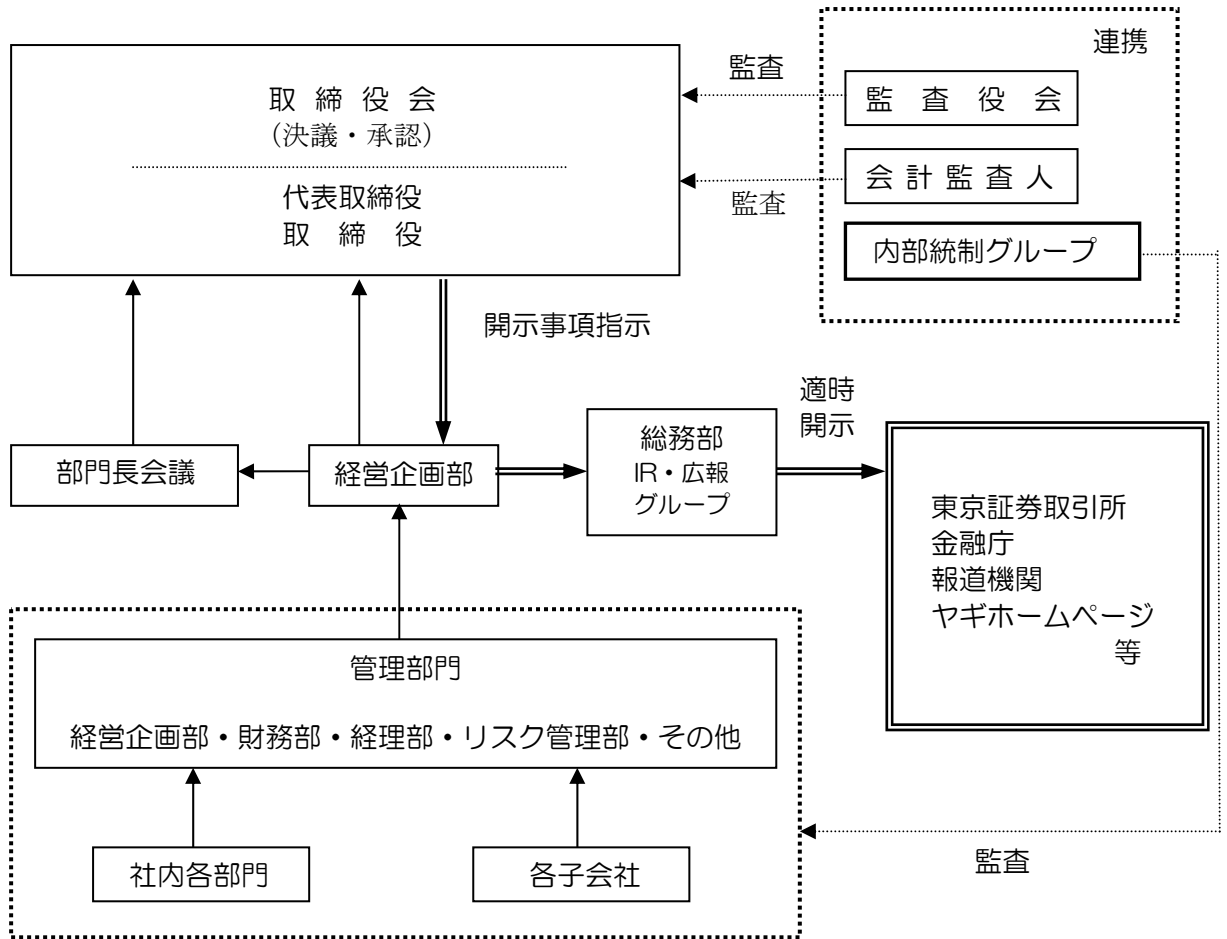 連携
監査
監査役会
取締役会
(決議・承認)
会計監査人
監査
代表取締役
取締役
内部統制グループ
開示事項指示
適時
開示
部門長会議
経営企画部
総務部
IR・広報
グループ
東京証券取引所
金融庁
報道機関
ヤギホームページ
等
管理部門
経営企画部・財務部・経理部・リスク管理部・その他
社内各部門
各子会社
監査